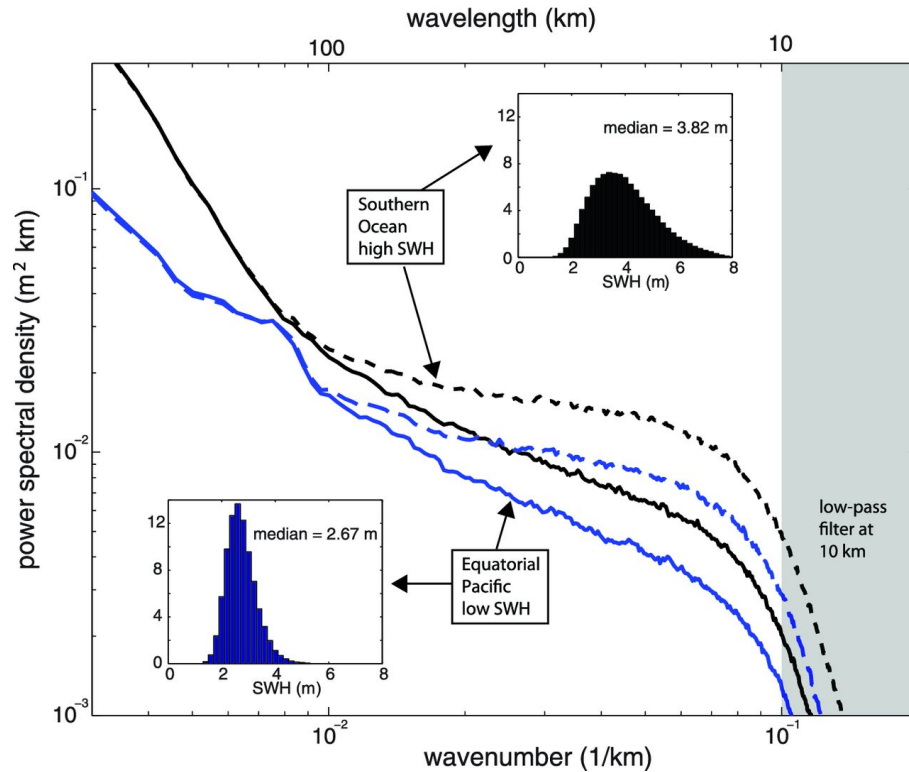 wavelength (km)
100
10
power spectral density (m² km)
10⁻¹
10⁻²
10⁻³
12
8
4
0
median = 3.82 m
0
2
4
6
8
SWH (m)
Southern
Ocean
high SWH
12
8
4
0
median = 2.67 m
0
2
4
6
8
SWH (m)
Equatorial
Pacific
low SWH
low-pass
filter at
10 km
10⁻²
10⁻¹
wavenumber (1/km)